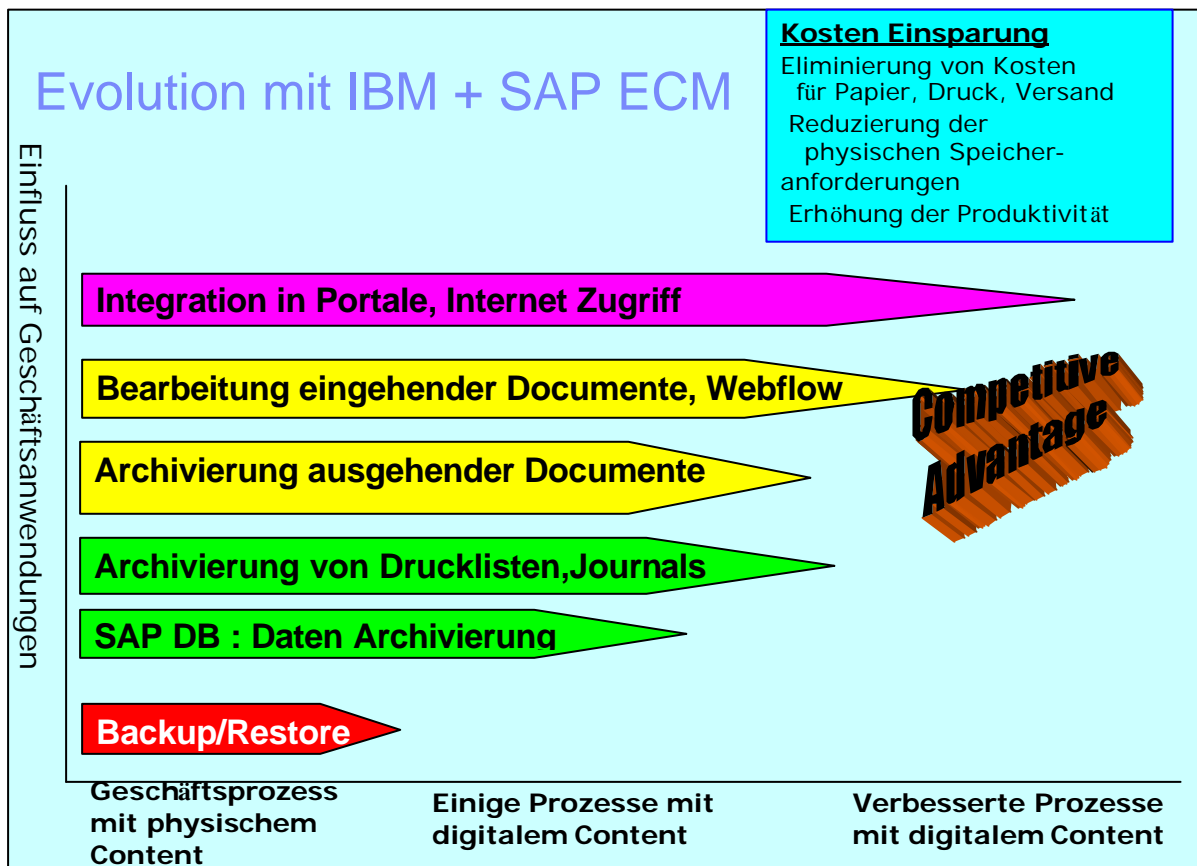 Evolution mit IBM + SAP ECM
Kosten Einsparung
Eliminierung von Kosten
für Papier, Druck, Versand
Reduzierung der
physischen Speicher-
anforderungen
Erhöhung der Produktivität
Einfluss auf Geschäftsanwendungen
Integration in Portale, Internet Zugriff
Bearbeitung eingehender Documente, Webflow
Competitive
Advantage
Archivierung ausgehender Documente
Archivierung von Drucklisten,Journals
SAP DB : Daten Archivierung
Backup/Restore
Geschäftsprozess
mit physischem
Content
Einige Prozesse mit
digitalem Content
Verbesserte Prozesse
mit digitalem Content